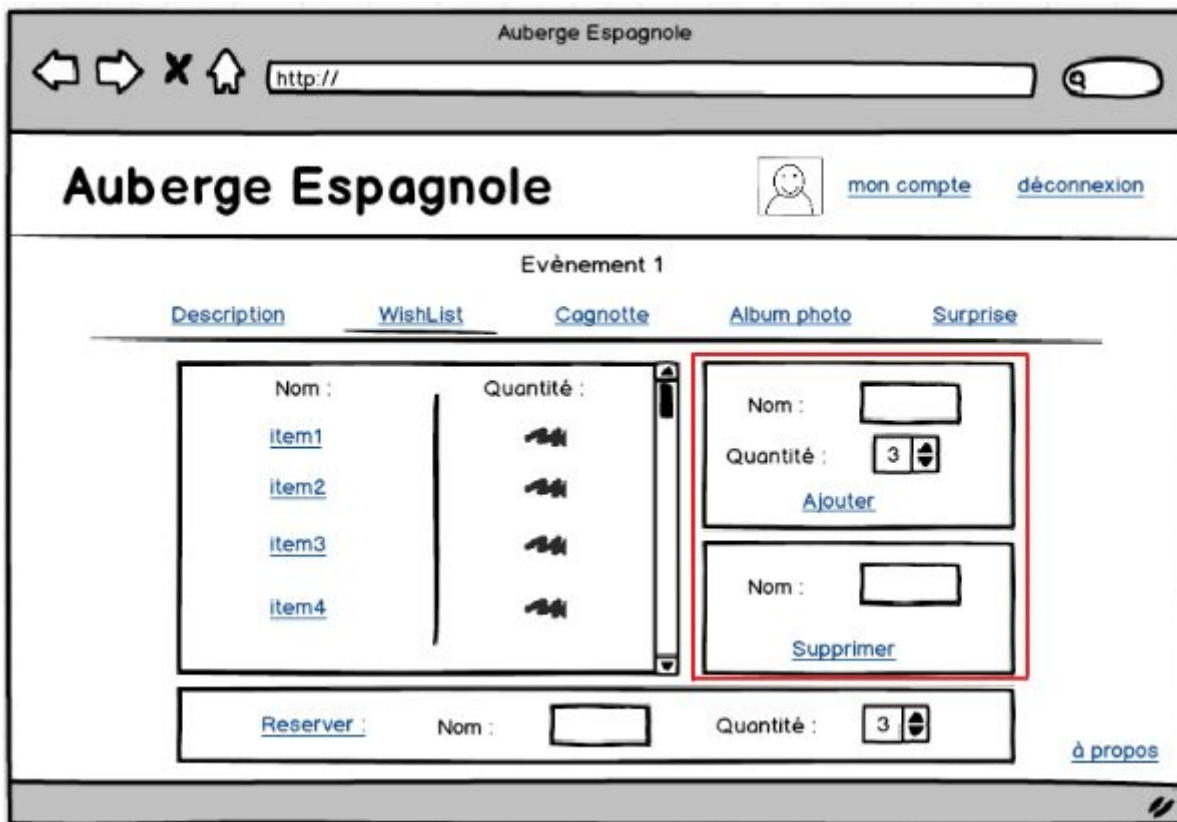 Auberge Espagnole
http://
Auberge Espagnole
mon compte déconnexion
Evènement 1
Description WishList Cagnotte Album photo Surprise
Nom : Quantité :
item1
item2
item3
item4
Nom :
Quantité : 3
Ajouter
Nom :
Supprimer
Reserver : Nom : Quantité : 3
à propos